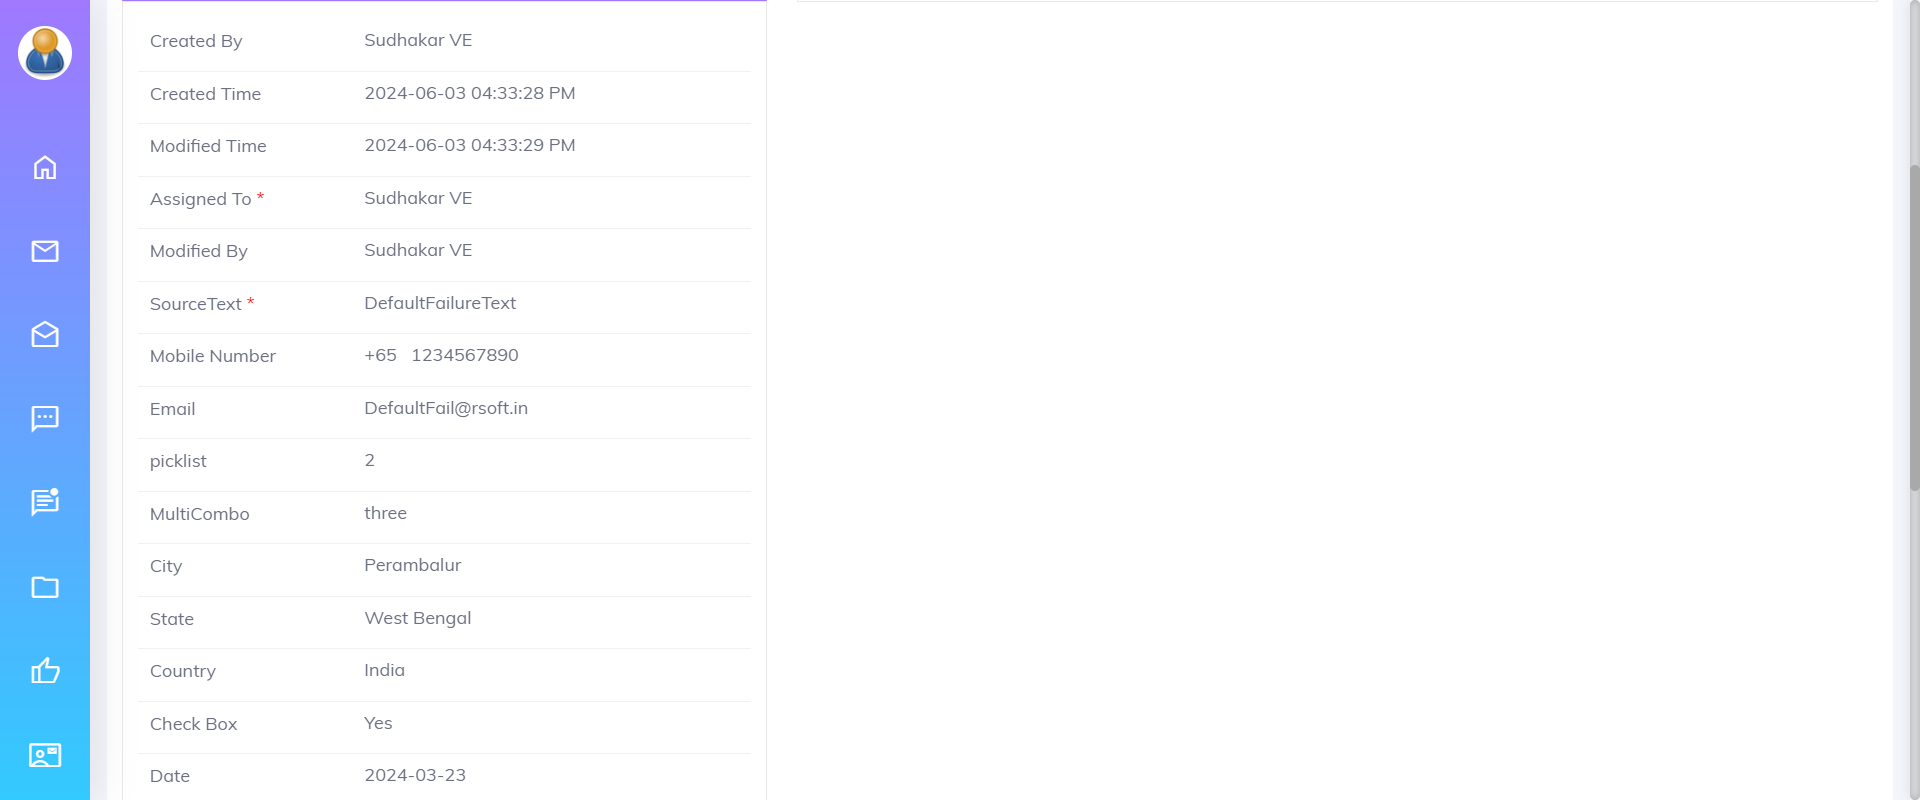 Created By Sudhakar VE
Created Time 2024-06-03 04:33:28 PM
Modified Time 2024-06-03 04:33:29 PM
Assigned To * Sudhakar VE
Modified By Sudhakar VE
SourceText * DefaultFailureText
Mobile Number +65 1234567890
Email DefaultFail@rsoft.in
picklist 2
MultiCombo three
City Perambalur
State West Bengal
Country India
Check Box Yes
Date 2024-03-23